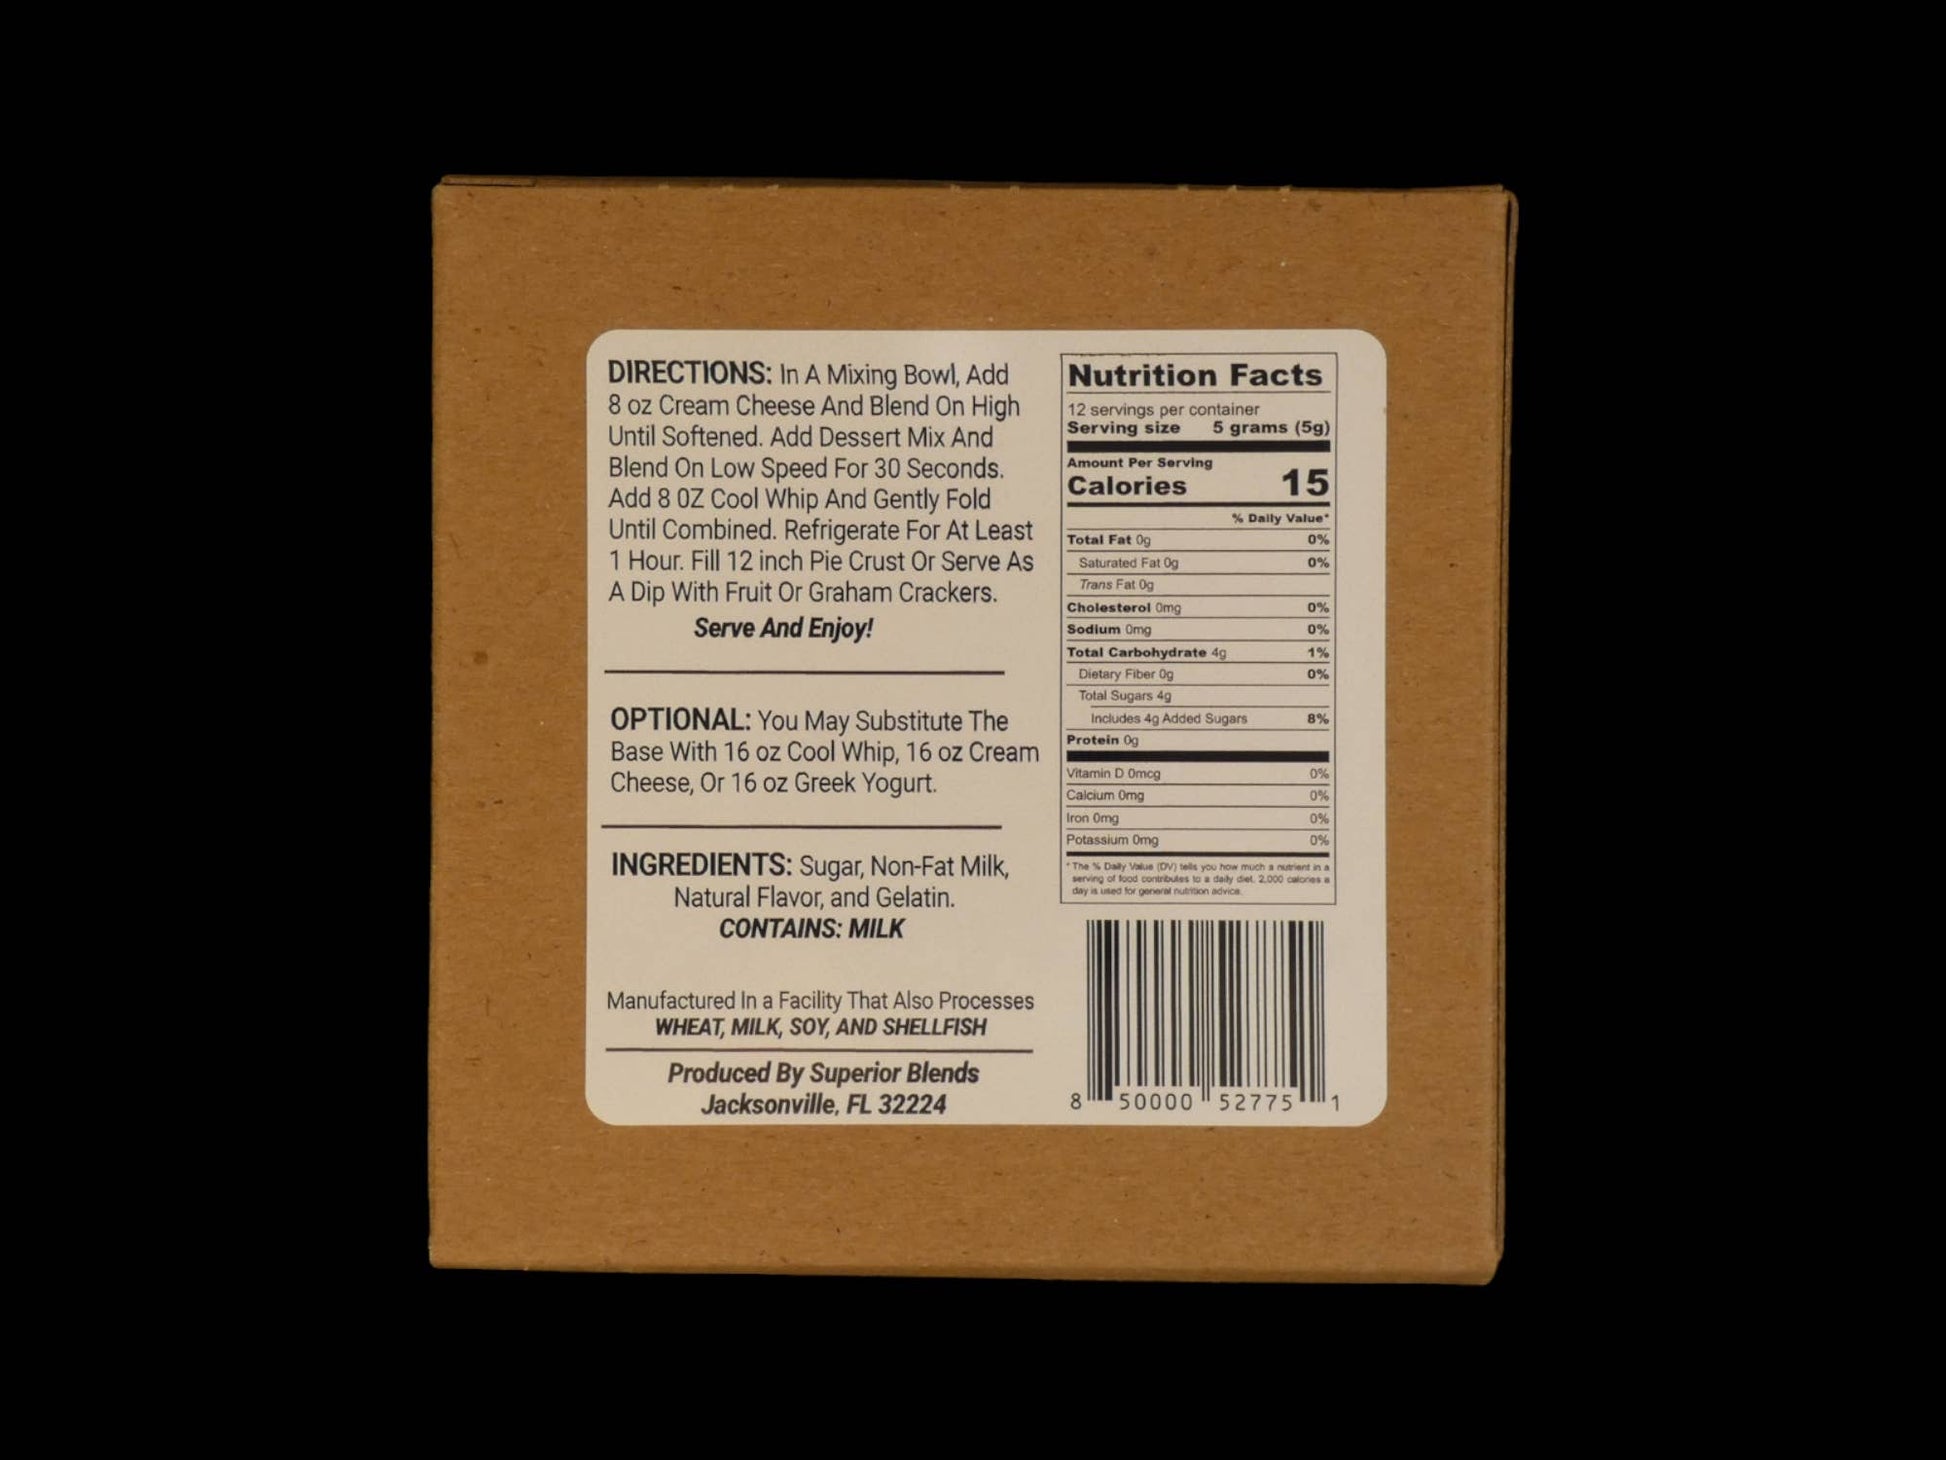 DIRECTIONS: In A Mixing Bowl, Add
8 oz Cream Cheese And Blend On High
Until Softened. Add Dessert Mix And
Blend On Low Speed For 30 Seconds.
Add 8 OZ Cool Whip And Gently Fold
Until Combined. Refrigerate For At Least
1 Hour. Fill 12 inch Pie Crust Or Serve As
A Dip With Fruit Or Graham Crackers.
Serve And Enjoy!
OPTIONAL: You May Substitute The
Base With 16 oz Cool Whip, 16 oz Cream
Cheese, Or 16 oz Greek Yogurt.
INGREDIENTS: Sugar, Non-Fat Milk,
Natural Flavor, and Gelatin.
CONTAINS: MILK
Manufactured In a Facility That Also Processes
WHEAT, MILK, SOY, AND SHELLFISH
Produced By Superior Blends
Jacksonville, FL 32224
Nutrition Facts
12 servings per container
Serving size 5 grams (5g)
Amount Per Serving
Calories 15
% Daily Value*
Total Fat 0g 0%
Saturated Fat 0g 0%
Trans Fat 0g
Cholesterol 0mg 0%
Sodium 0mg 0%
Total Carbohydrate 4g 1%
Dietary Fiber 0g 0%
Total Sugars 4g
Includes 4g Added Sugars 8%
Protein 0g
Vitamin D 0mcg 0%
Calcium 0mg 0%
Iron 0mg 0%
Potassium 0mg 0%
* The % Daily Value (DV) tells you how much a nutrient in a
serving of food contributes to a daily diet. 2,000 calories a
day is used for general nutrition advice.
8 50000 52775 1